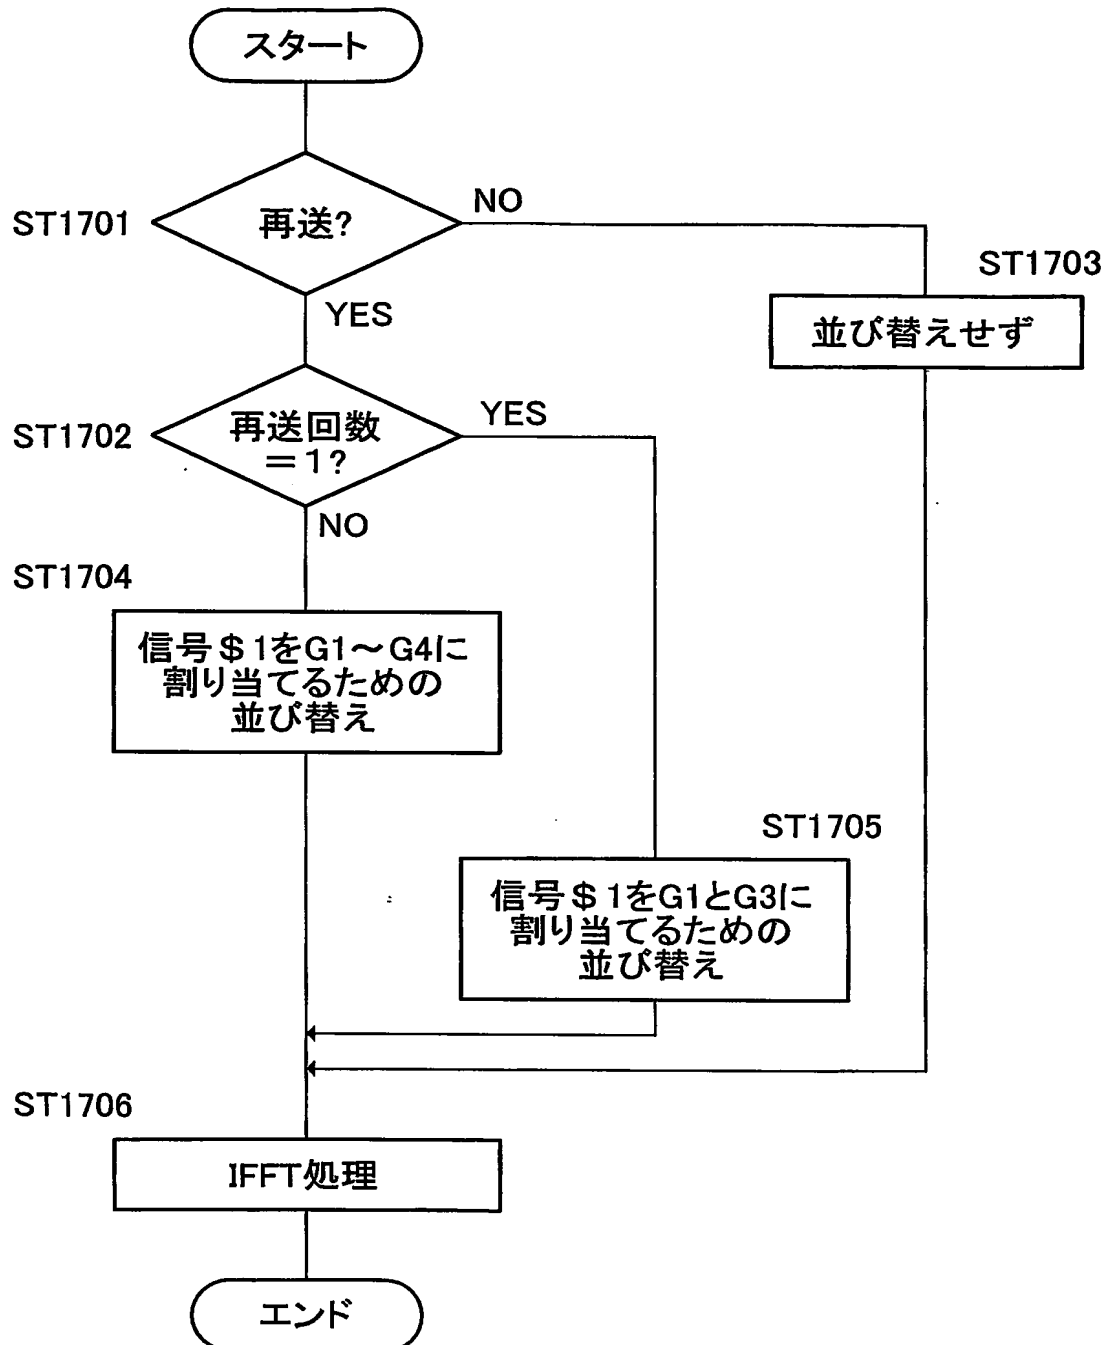 スタート
ST1701
再送?
NO
YES
ST1703
並び替えせず
ST1702
再送回数
=1?
YES
NO
ST1704
信号$1をG1～G4に
割り当てるための
並び替え
ST1705
信号$1をG1とG3に
割り当てるための
並び替え
ST1706
IFFT処理
エンド